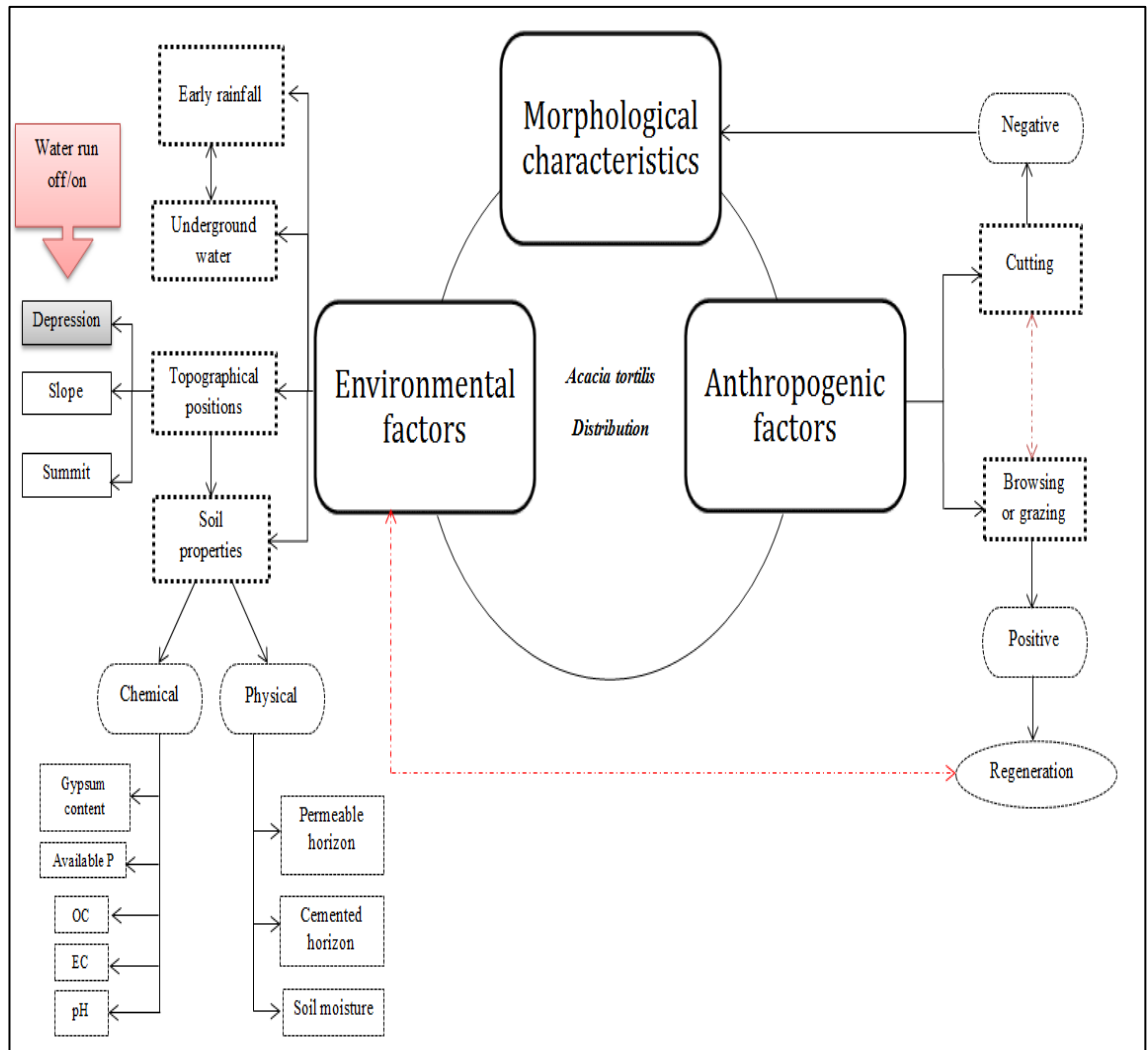 Morphological
characteristics
Early rainfall
Negative
Water run
off/on
Underground
water
Cutting
Depression
Slope
Topographical
positions
Environmental
factors
Acacia tortilis
Distribution
Anthropogenic
factors
Summit
Browsing
or grazing
Soil
properties
Positive
Chemical
Physical
Regeneration
Gypsum
content
Permeable
horizon
Available P
OC
Cemented
horizon
EC
pH
Soil moisture